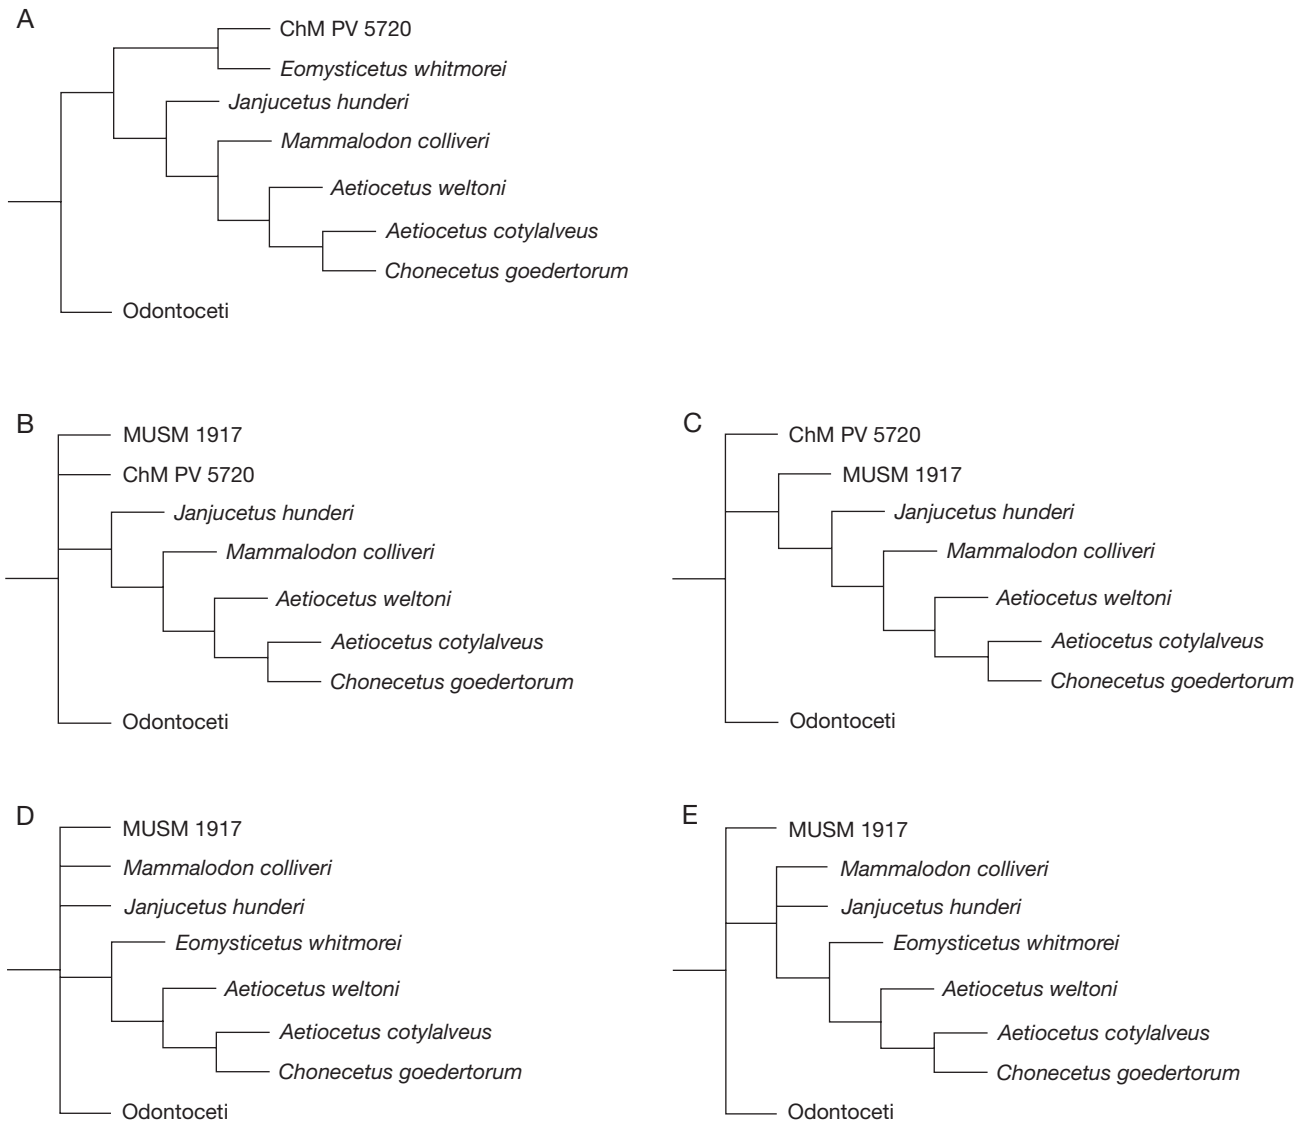 A
ChM PV 5720
Eomysticetus whitmorei
Janjucetus hunderi
Mammalodon colliveri
Aetiocetus weltoni
Aetiocetus cotylalveus
Chonecetus goedertorum
Odontoceti
B
MUSM 1917
ChM PV 5720
Janjucetus hunderi
Mammalodon colliveri
Aetiocetus weltoni
Aetiocetus cotylalveus
Chonecetus goedertorum
Odontoceti
C
ChM PV 5720
MUSM 1917
Janjucetus hunderi
Mammalodon colliveri
Aetiocetus weltoni
Aetiocetus cotylalveus
Chonecetus goedertorum
Odontoceti
D
MUSM 1917
Mammalodon colliveri
Janjucetus hunderi
Eomysticetus whitmorei
Aetiocetus weltoni
Aetiocetus cotylalveus
Chonecetus goedertorum
Odontoceti
E
MUSM 1917
Mammalodon colliveri
Janjucetus hunderi
Eomysticetus whitmorei
Aetiocetus weltoni
Aetiocetus cotylalveus
Chonecetus goedertorum
Odontoceti